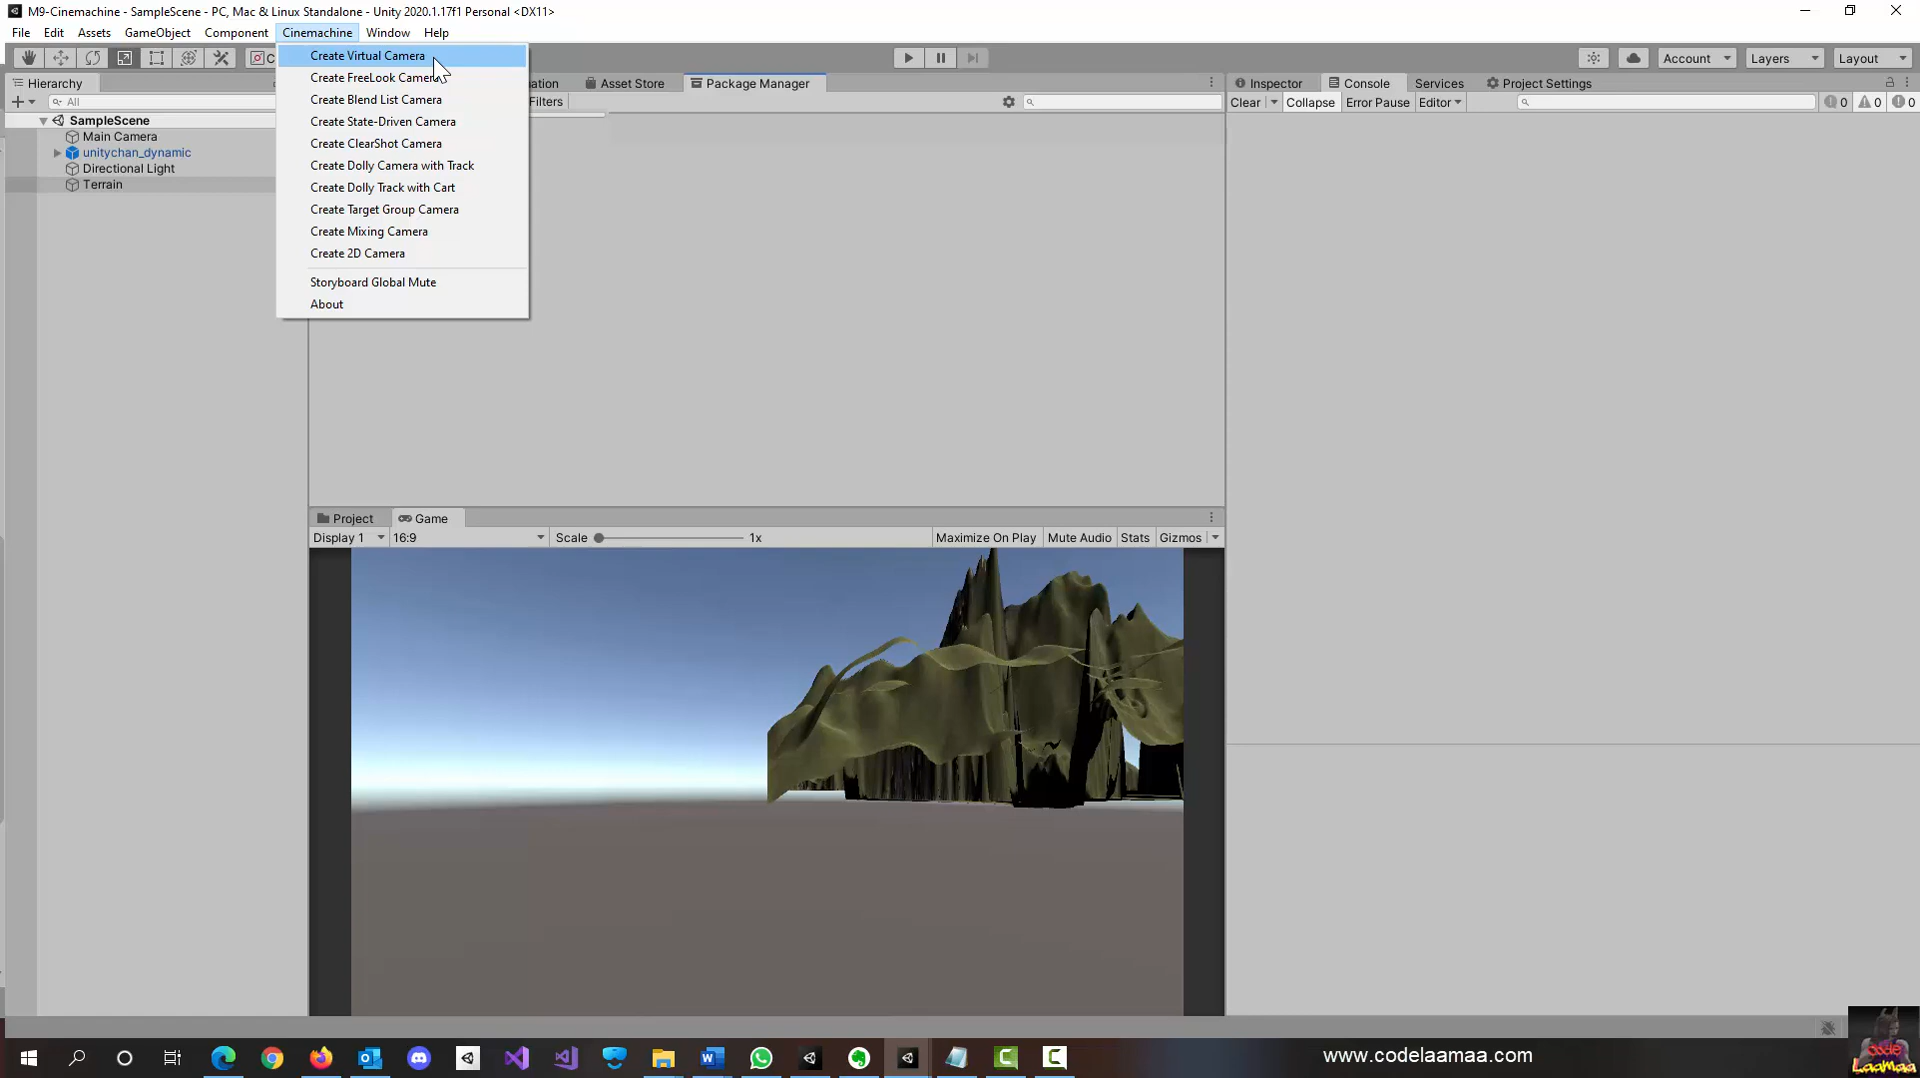 M9-Cinemachine - SampleScene - PC, Mac & Linux Standalone - Unity 2020.1.17f1 Personal <DX11>
File Edit Assets GameObject Component Cinemachine Window Help
Create Virtual Camera
Account Layers Layout
Hierarchy
Create FreeLook Camera
Asset Store Package Manager
Inspector Console Services Project Settings
All
Create Blend List Camera
Filters
Clear Collapse Error Pause Editor 0 0 0
SampleScene
Create State-Driven Camera
Main Camera
Create ClearShot Camera
unitychan_dynamic
Create Dolly Camera with Track
Directional Light
Terrain
Create Dolly Track with Cart
Create Target Group Camera
Create Mixing Camera
Create 2D Camera
Storyboard Global Mute
About
Project Game
Display 1 16:9 Scale 1x Maximize On Play Mute Audio Stats Gizmos
www.codelaamaa.com
Code
LaaMaa